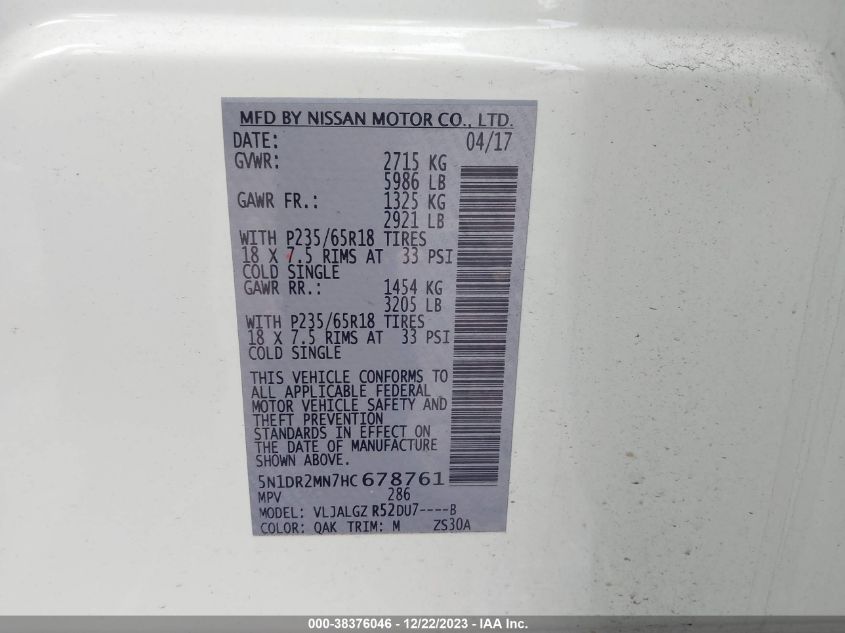 MFD BY NISSAN MOTOR CO., LTD.
DATE: 04/17
GVWR: 2715 KG
5986 LB
GAWR FR.: 1325 KG
2921 LB
WITH P235/65R18 TIRES
18 X 7.5 RIMS AT 33 PSI
COLD SINGLE
GAWR RR.: 1454 KG
3205 LB
WITH P235/65R18 TIRES
18 X 7.5 RIMS AT 33 PSI
COLD SINGLE
THIS VEHICLE CONFORMS TO
ALL APPLICABLE FEDERAL
MOTOR VEHICLE SAFETY AND
THEFT PREVENTION
STANDARDS IN EFFECT ON
THE DATE OF MANUFACTURE
SHOWN ABOVE.
5N1DR2MN7HC678761
MPV 286
MODEL: VLJALGZ R52DU7----B
COLOR: QAK TRIM: M ZS30A
000-38376046 - 12/22/2023 - IAA Inc.